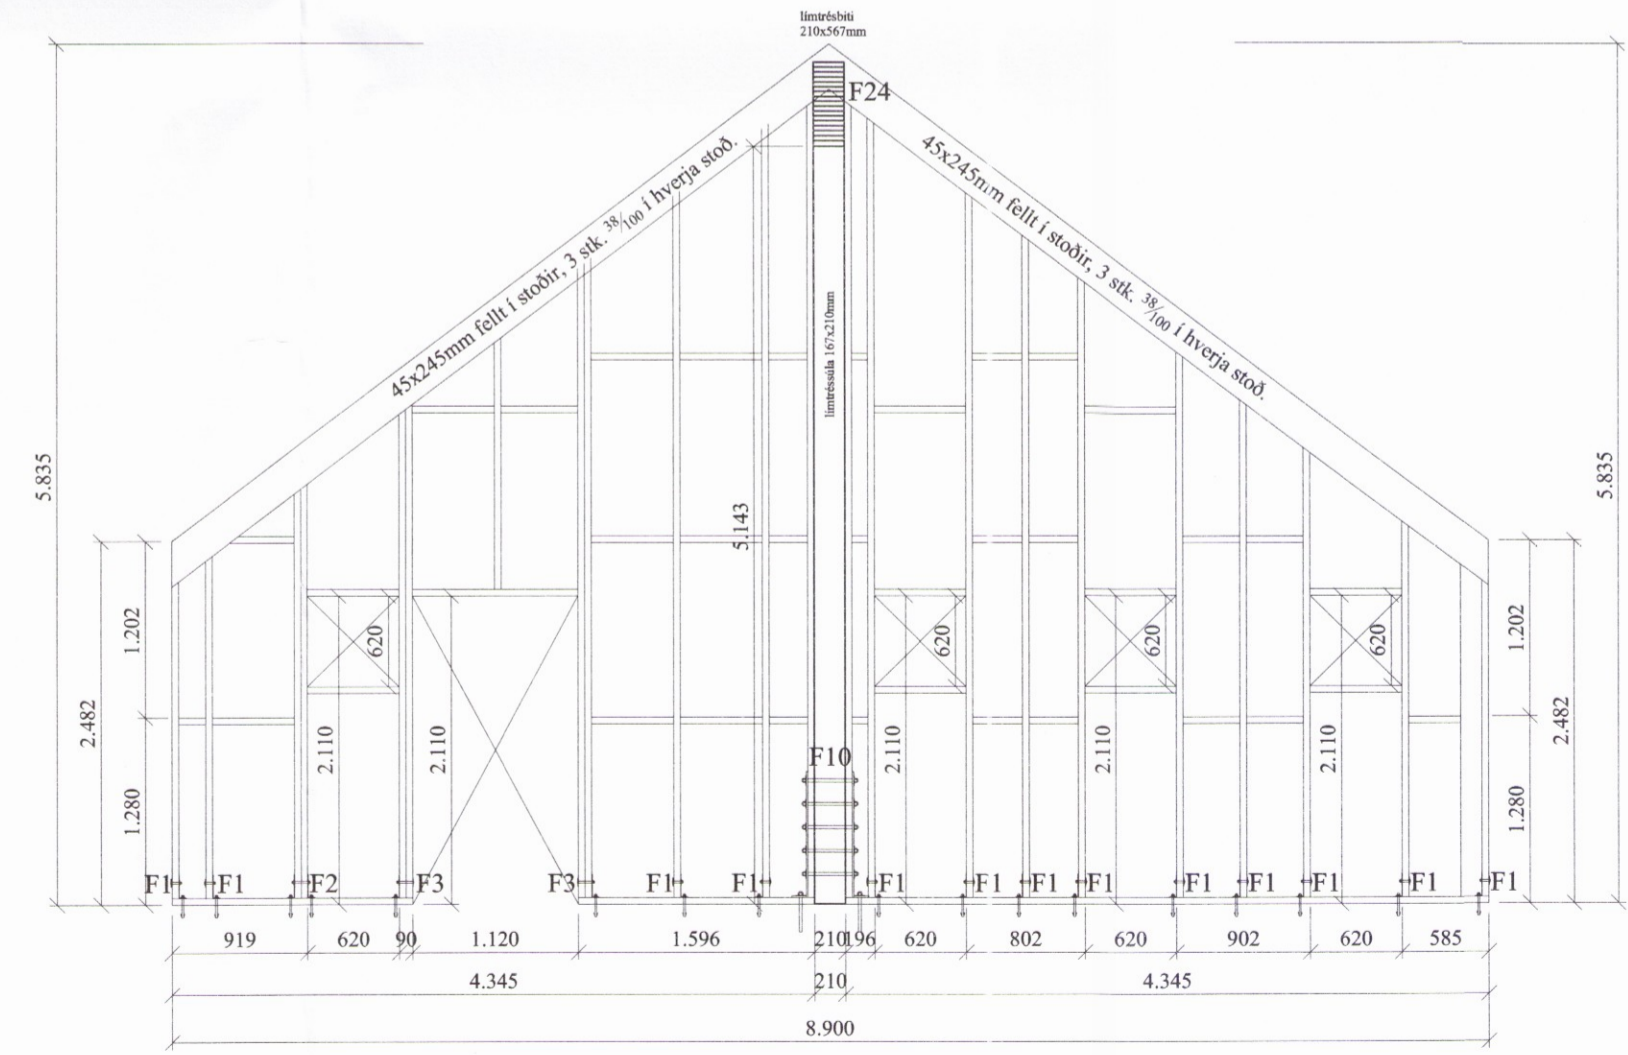 límtrésbiti
210x567mm
F24
45x245mm fellt í stoðir, 3 stk. 38/100 í hverja stoð.
45x245mm fellt í stoðir, 3 stk. 38/100 í hverja stoð.
límtréssúla 167x210mm
5.835
5.835
5.143
1.202
2.482
1.280
620
620
620
620
2.110
2.110
2.110
2.110
2.110
1.202
2.482
1.280
F10
F1
F1
F2
F3
F3
F1
F1
F1
F1
F1
F1
F1
F1
F1
F1
F1
919 620 90 1.120 1.596 210 196 620 802 620 902 620 585
4.345 210 4.345
8.900